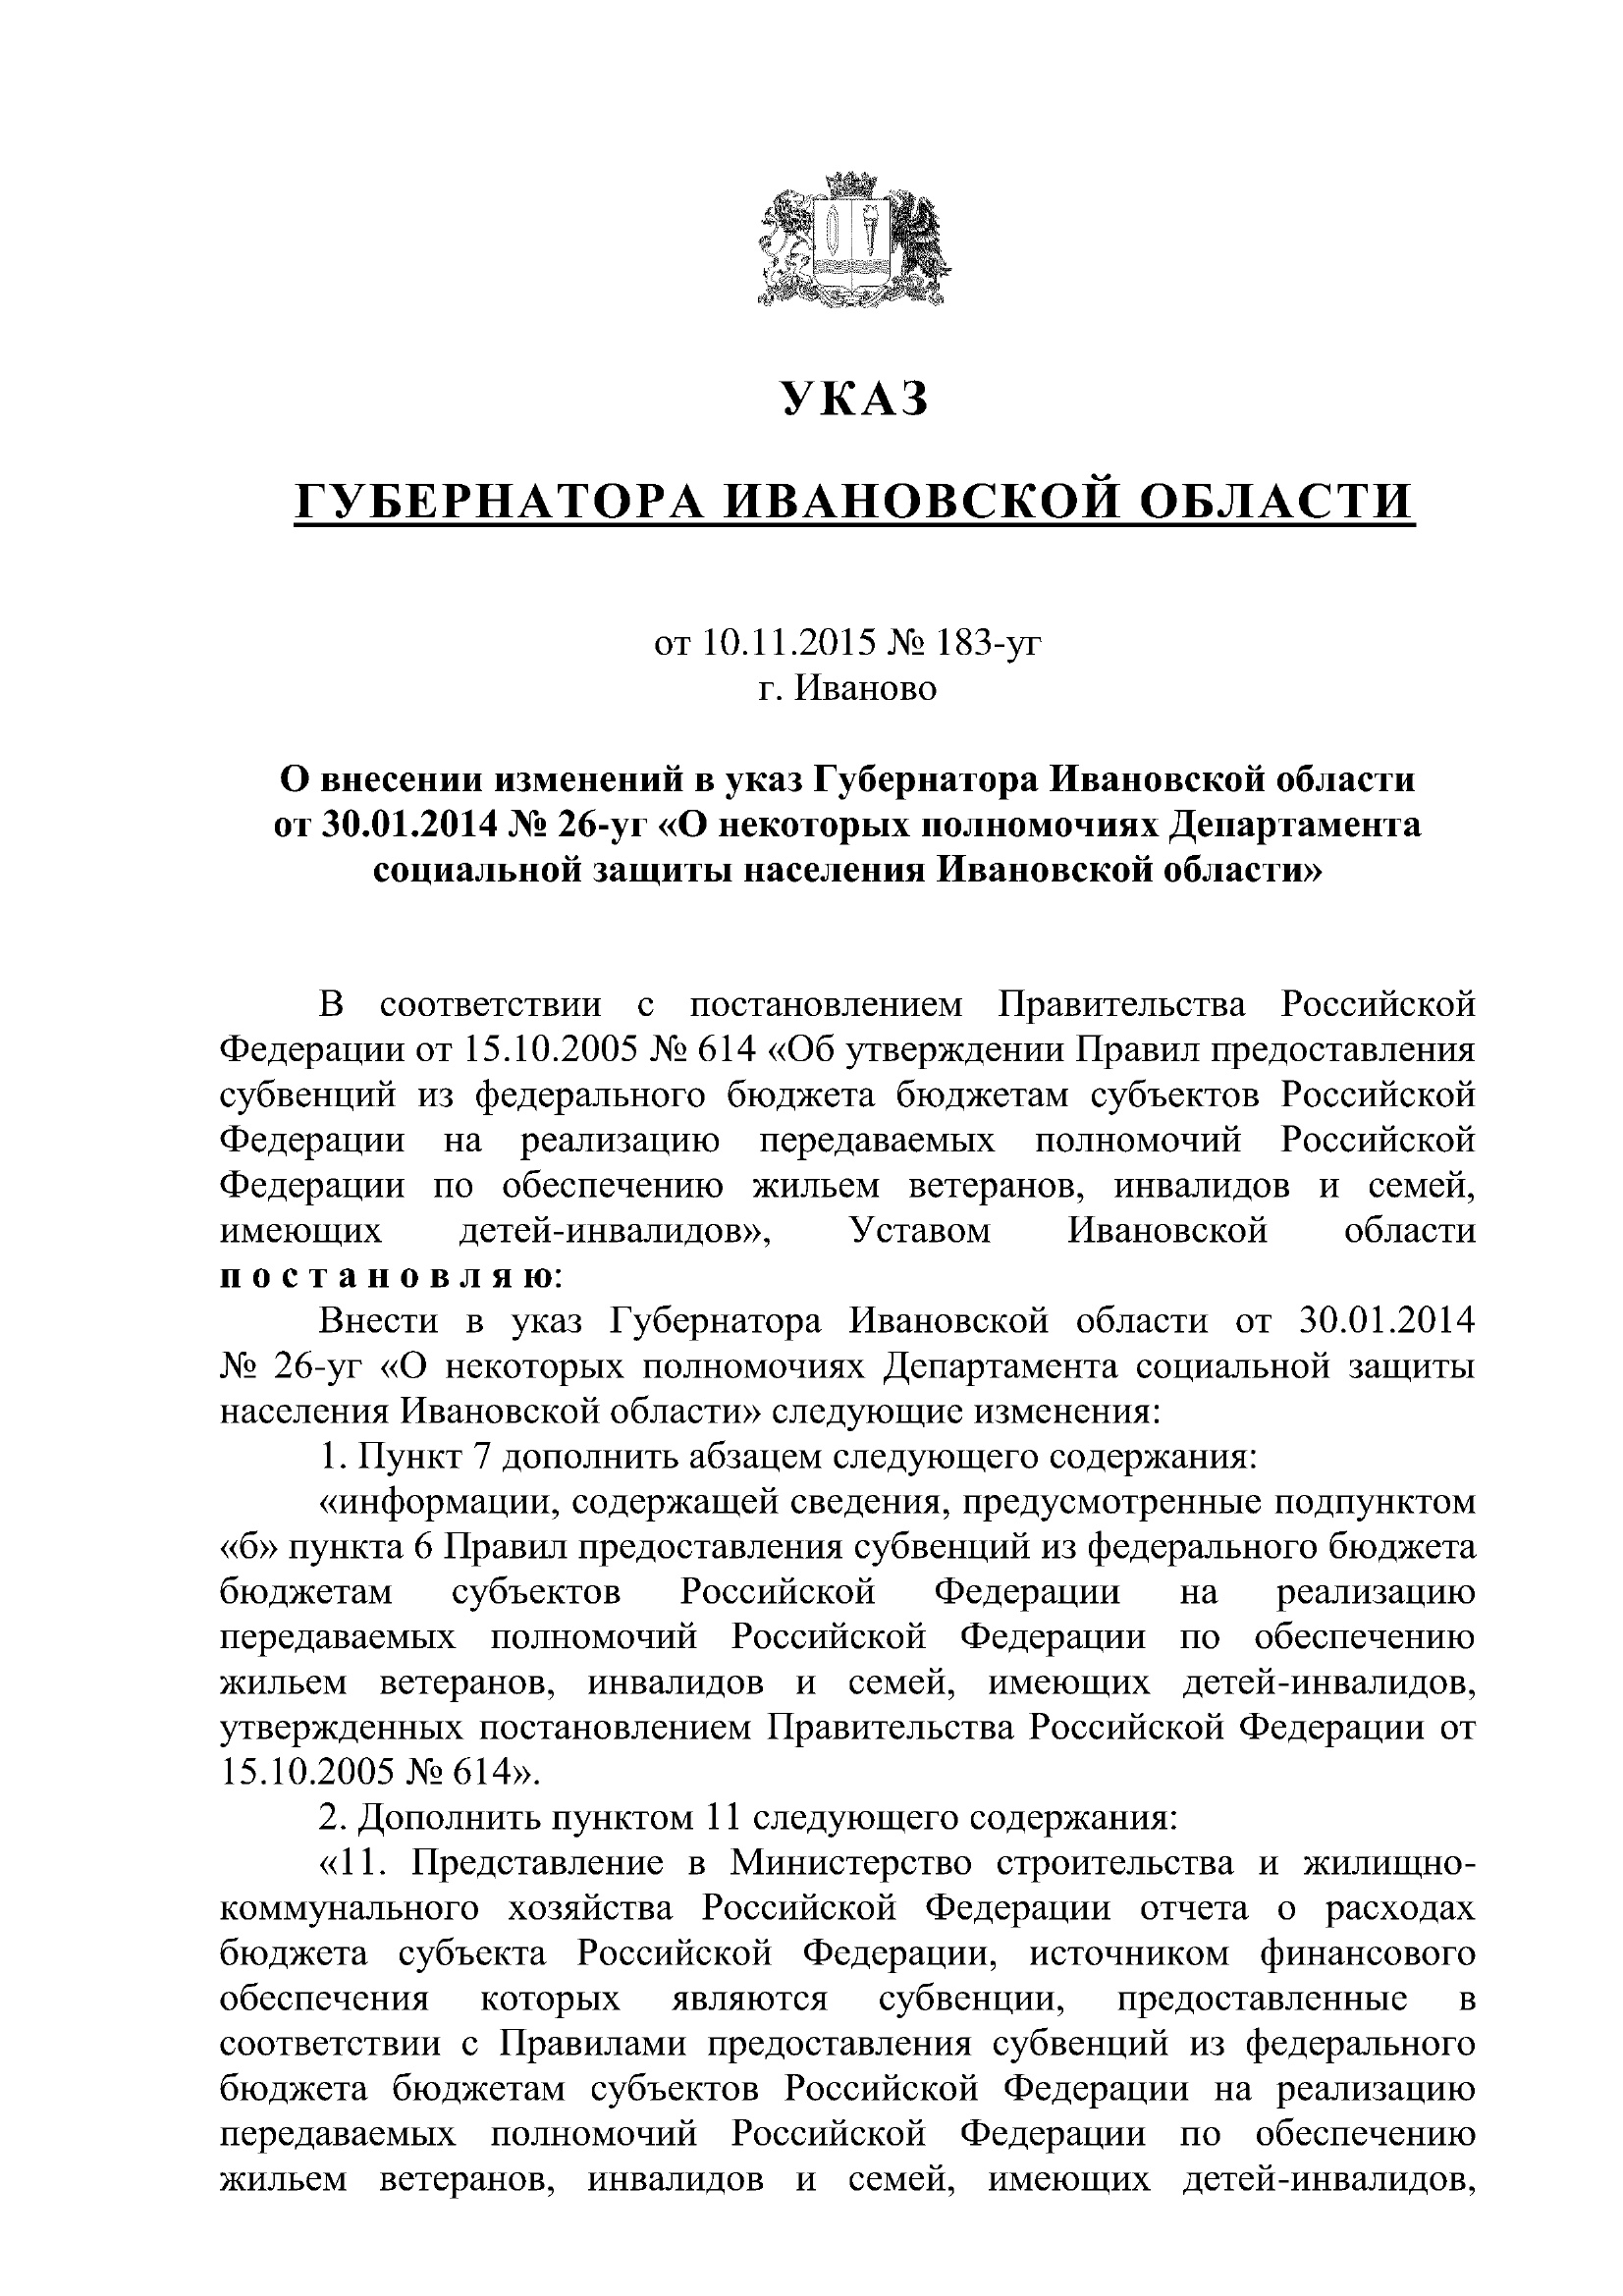 УКАЗ
ГУБЕРНАТОРА ИВАНОВСКОЙ ОБЛАСТИ
от 10.11.2015 № 183-уг
г. Иваново
О внесении изменений в указ Губернатора Ивановской области
от 30.01.2014 № 26-уг «О некоторых полномочиях Департамента
социальной защиты населения Ивановской области»
В соответствии с постановлением Правительства Российской
Федерации от 15.10.2005 № 614 «Об утверждении Правил предоставления
субвенций из федерального бюджета бюджетам субъектов Российской
Федерации на реализацию передаваемых полномочий Российской
Федерации по обеспечению жильем ветеранов, инвалидов и семей,
имеющих детей-инвалидов», Уставом Ивановской области
п о с т а н о в л я ю:
Внести в указ Губернатора Ивановской области от 30.01.2014
№ 26-уг «О некоторых полномочиях Департамента социальной защиты
населения Ивановской области» следующие изменения:
1. Пункт 7 дополнить абзацем следующего содержания:
«информации, содержащей сведения, предусмотренные подпунктом
«б» пункта 6 Правил предоставления субвенций из федерального бюджета
бюджетам субъектов Российской Федерации на реализацию
передаваемых полномочий Российской Федерации по обеспечению
жильем ветеранов, инвалидов и семей, имеющих детей-инвалидов,
утвержденных постановлением Правительства Российской Федерации от
15.10.2005 № 614».
2. Дополнить пунктом 11 следующего содержания:
«11. Представление в Министерство строительства и жилищно-
коммунального хозяйства Российской Федерации отчета о расходах
бюджета субъекта Российской Федерации, источником финансового
обеспечения которых являются субвенции, предоставленные в
соответствии с Правилами предоставления субвенций из федерального
бюджета бюджетам субъектов Российской Федерации на реализацию
передаваемых полномочий Российской Федерации по обеспечению
жильем ветеранов, инвалидов и семей, имеющих детей-инвалидов,